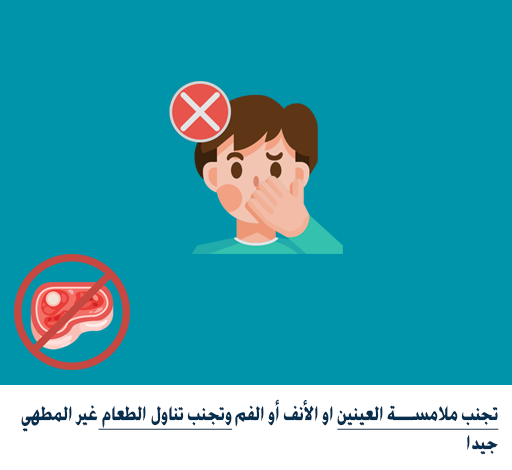 تجنب ملامســـة العينين او الأنف أو الفم وتجنب تناول الطعام غير المطهي
جيدا